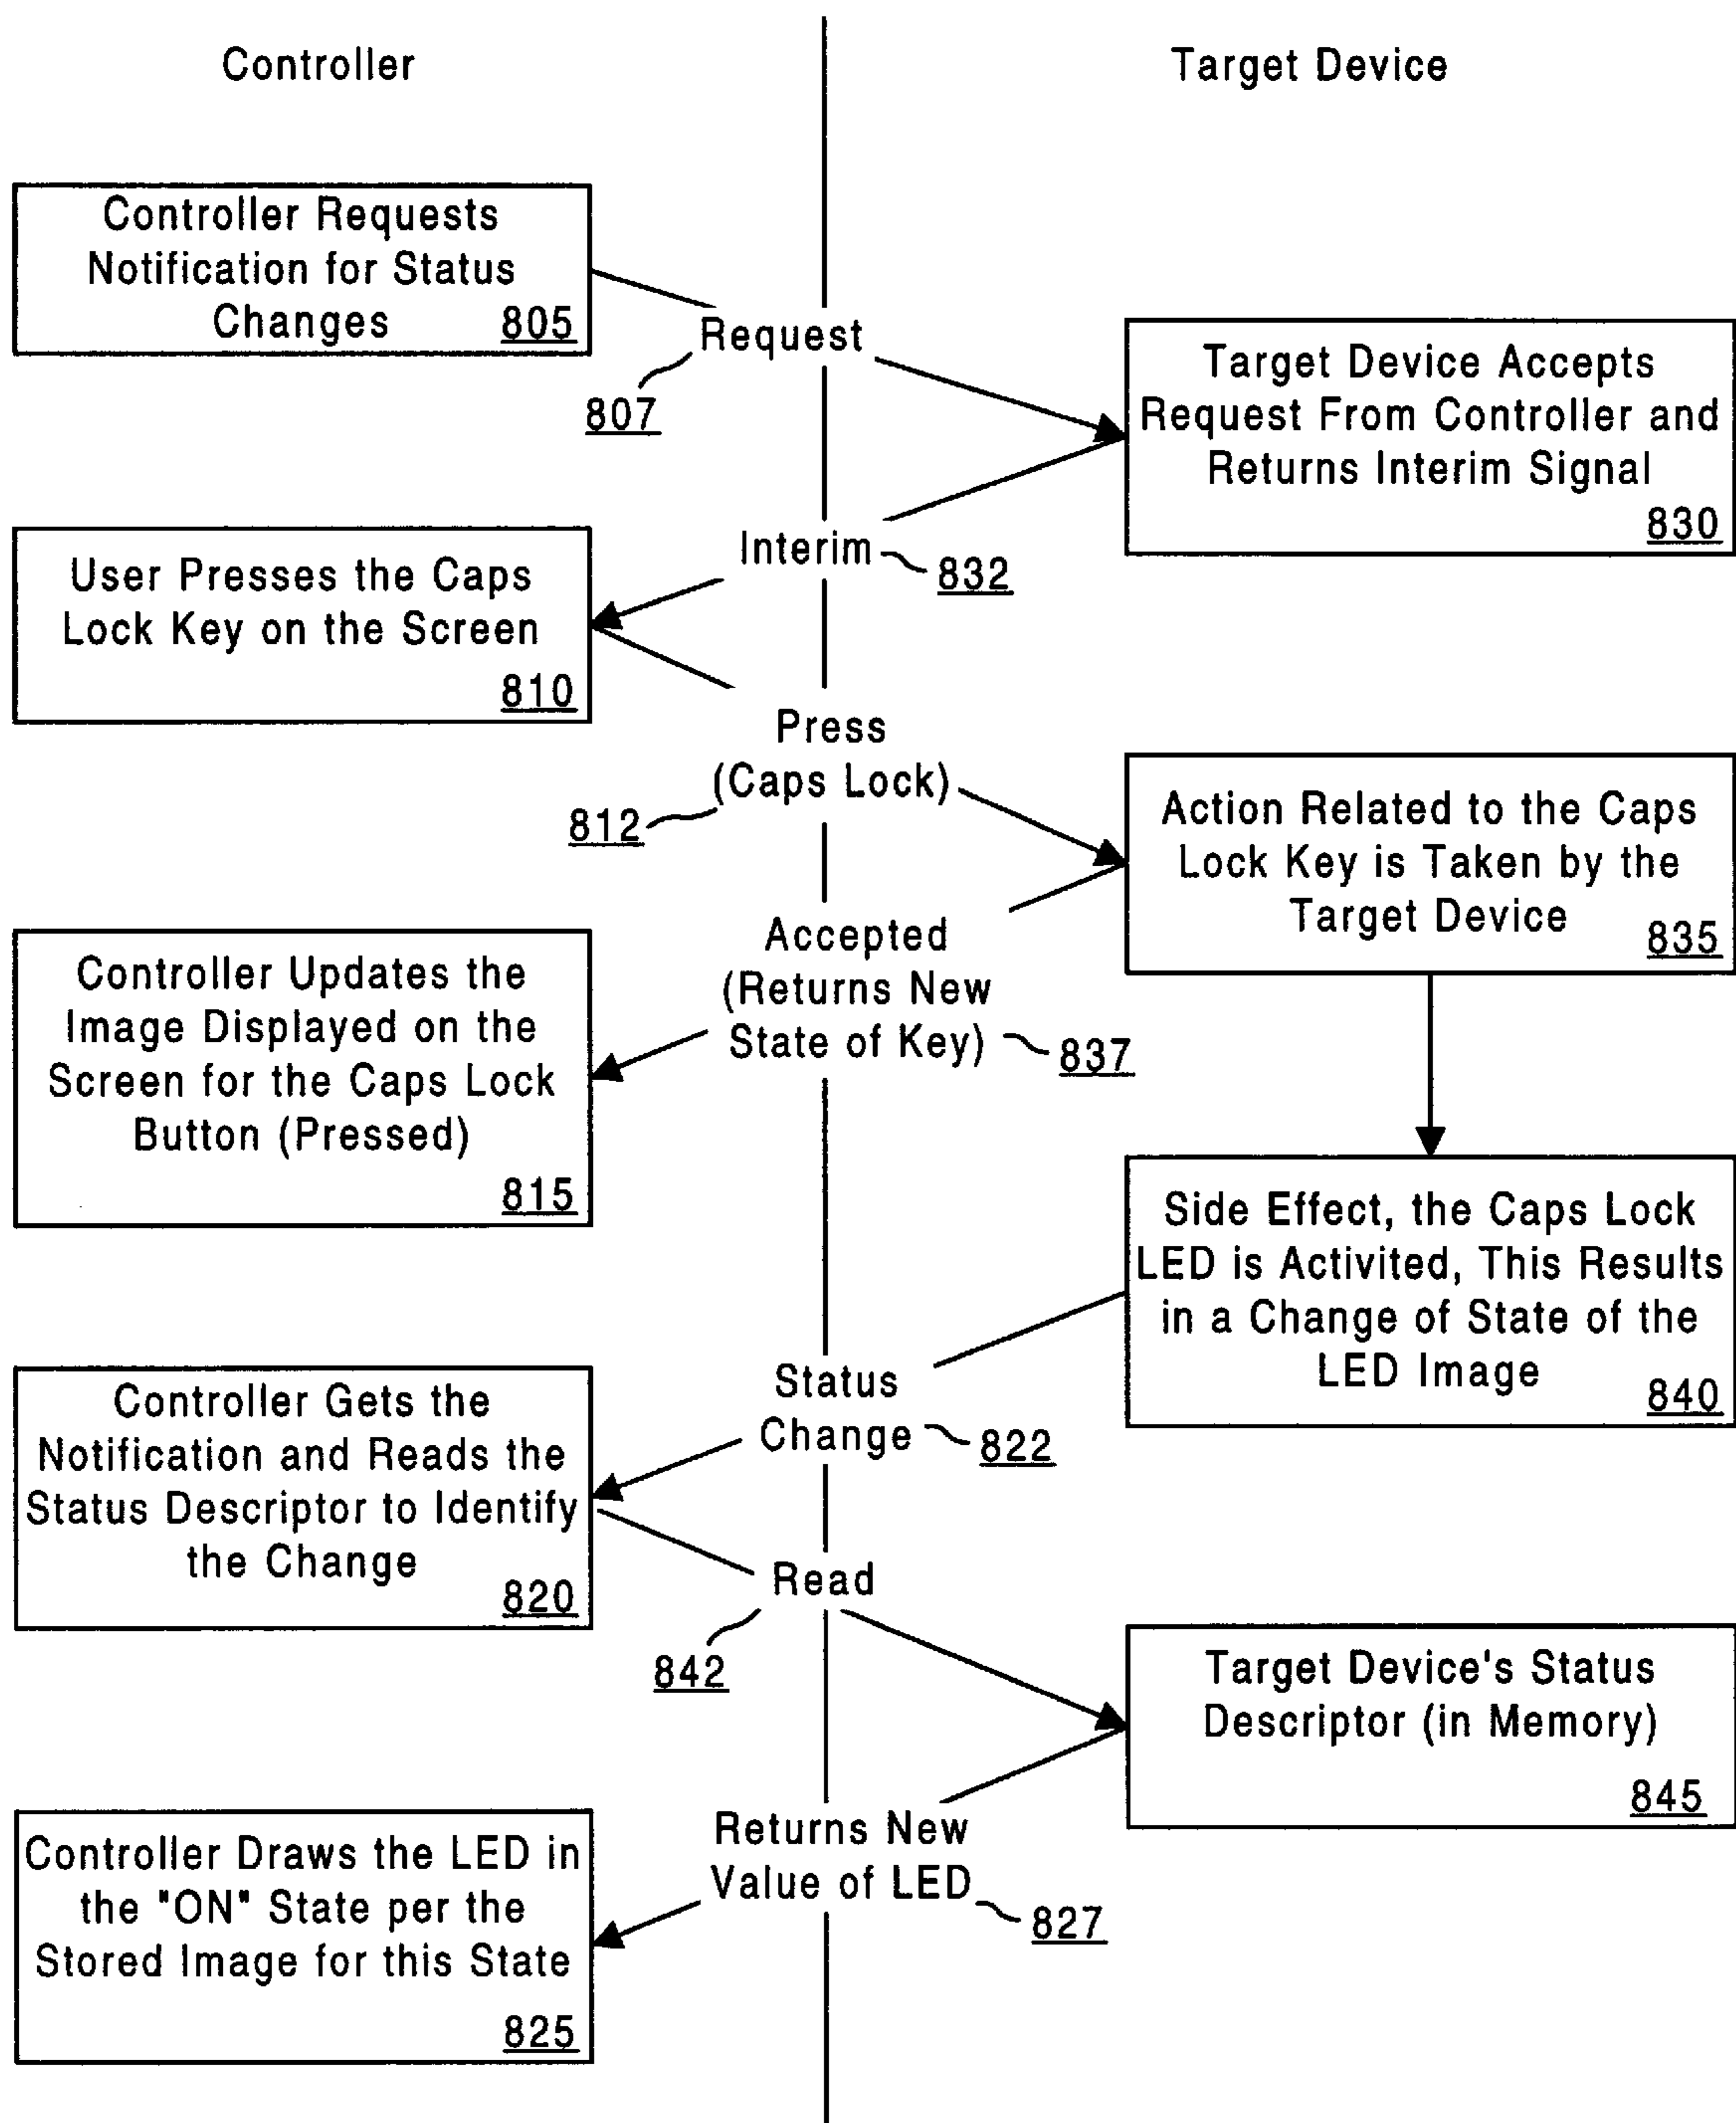 Controller
Target Device
Controller Requests
Notification for Status
Changes 805
Request
807
Target Device Accepts
Request From Controller and
Returns Interim Signal
830
Interim
832
User Presses the Caps
Lock Key on the Screen
810
Press
(Caps Lock)
812
Action Related to the Caps
Lock Key is Taken by the
Target Device 835
Accepted
(Returns New
State of Key)
837
Controller Updates the
Image Displayed on the
Screen for the Caps Lock
Button (Pressed)
815
Side Effect, the Caps Lock
LED is Activited, This Results
in a Change of State of the
LED Image 840
Status
Change
822
Controller Gets the
Notification and Reads the
Status Descriptor to Identify
the Change
820
Read
842
Target Device's Status
Descriptor (in Memory)
845
Returns New
Value of LED
827
Controller Draws the LED in
the "ON" State per the
Stored Image for this State
825